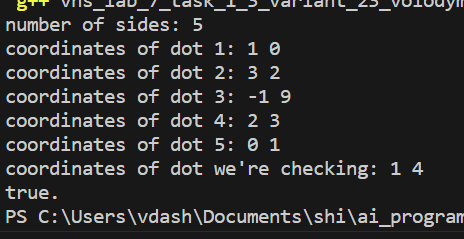 g++ vns_lab_7_task_1_3_variant_23_volodym
number of sides: 5
coordinates of dot 1: 1 0
coordinates of dot 2: 3 2
coordinates of dot 3: -1 9
coordinates of dot 4: 2 3
coordinates of dot 5: 0 1
coordinates of dot we're checking: 1 4
true.
PS C:\Users\vdash\Documents\shi\ai_program